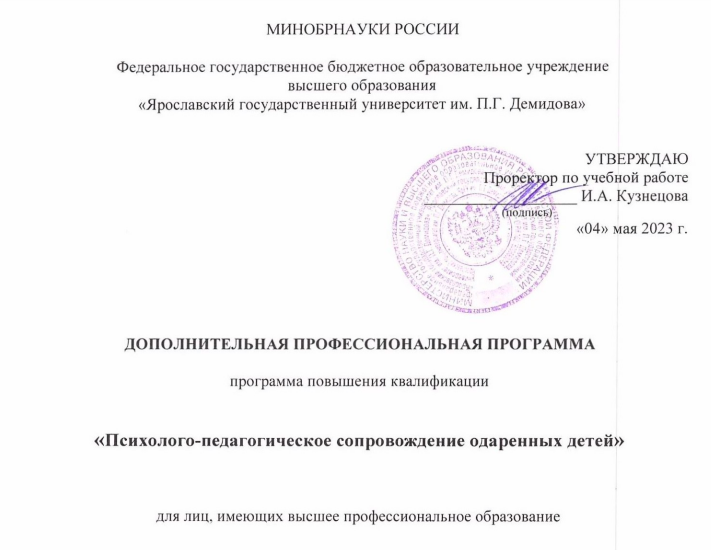 МИНОБРНАУКИ РОССИИ
Федеральное государственное бюджетное образовательное учреждение
высшего образования
«Ярославский государственный университет им. П.Г. Демидова»
УТВЕРЖДАЮ
Проректор по учебной работе
И.А. Кузнецова
(подпись)
«04» мая 2023 г.
ДОПОЛНИТЕЛЬНАЯ ПРОФЕССИОНАЛЬНАЯ ПРОГРАММА
программа повышения квалификации
«Психолого-педагогическое сопровождение одаренных детей»
для лиц, имеющих высшее профессиональное образование